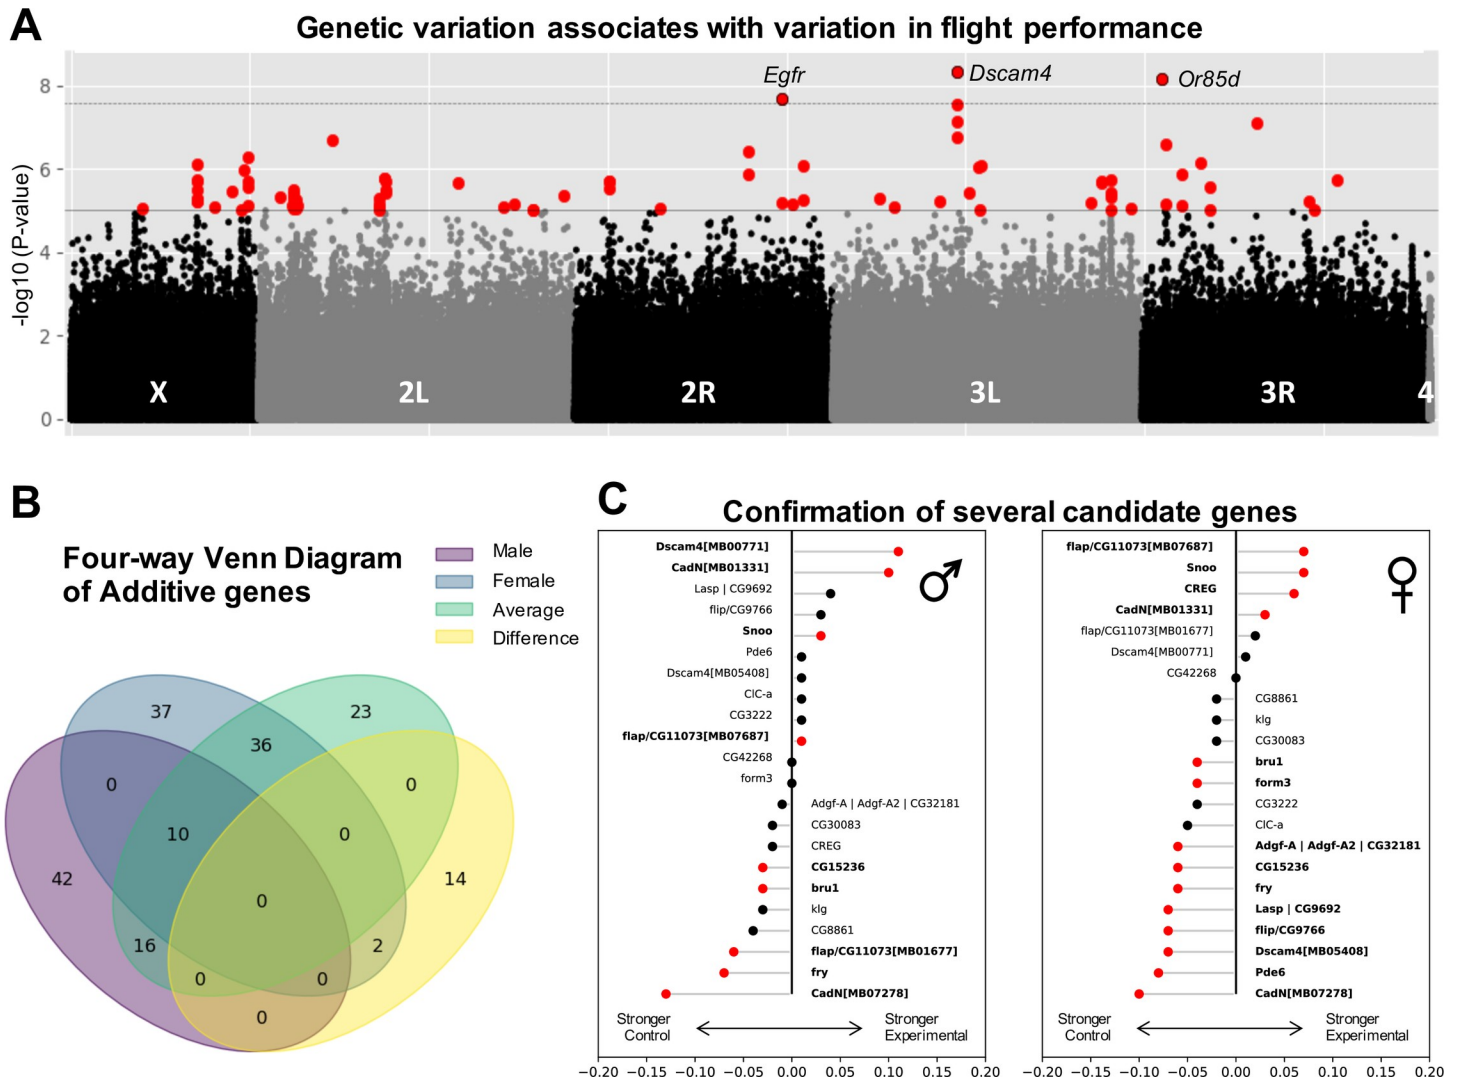 A
Genetic variation associates with variation in flight performance
-log10 (P-value)
8
6
4
2
0
Egfr
Dscam4
Or85d
X
2L
2R
3L
3R
4
B
Four-way Venn Diagram
of Additive genes
Male
Female
Average
Difference
37
23
36
0
0
10
0
42
14
0
16
2
0
0
0
C
Confirmation of several candidate genes
Dscam4[MB00771]
CadN[MB01331]
Lasp | CG9692
flip/CG9766
Snoo
Pde6
Dscam4[MB05408]
ClC-a
CG3222
flap/CG11073[MB07687]
CG42268
form3
Adgf-A | Adgf-A2 | CG32181
CG30083
CREG
CG15236
bru1
klg
CG8861
flap/CG11073[MB01677]
fry
CadN[MB07278]
♂
Stronger
Control
Stronger
Experimental
−0.20 −0.15 −0.10 −0.05 0.00 0.05 0.10 0.15 0.20
flap/CG11073[MB07687]
Snoo
CREG
CadN[MB01331]
flap/CG11073[MB01677]
Dscam4[MB00771]
CG42268
CG8861
klg
CG30083
bru1
form3
CG3222
ClC-a
Adgf-A | Adgf-A2 | CG32181
CG15236
fry
Lasp | CG9692
flip/CG9766
Dscam4[MB05408]
Pde6
CadN[MB07278]
♀
Stronger
Control
Stronger
Experimental
−0.20 −0.15 −0.10 −0.05 0.00 0.05 0.10 0.15 0.20